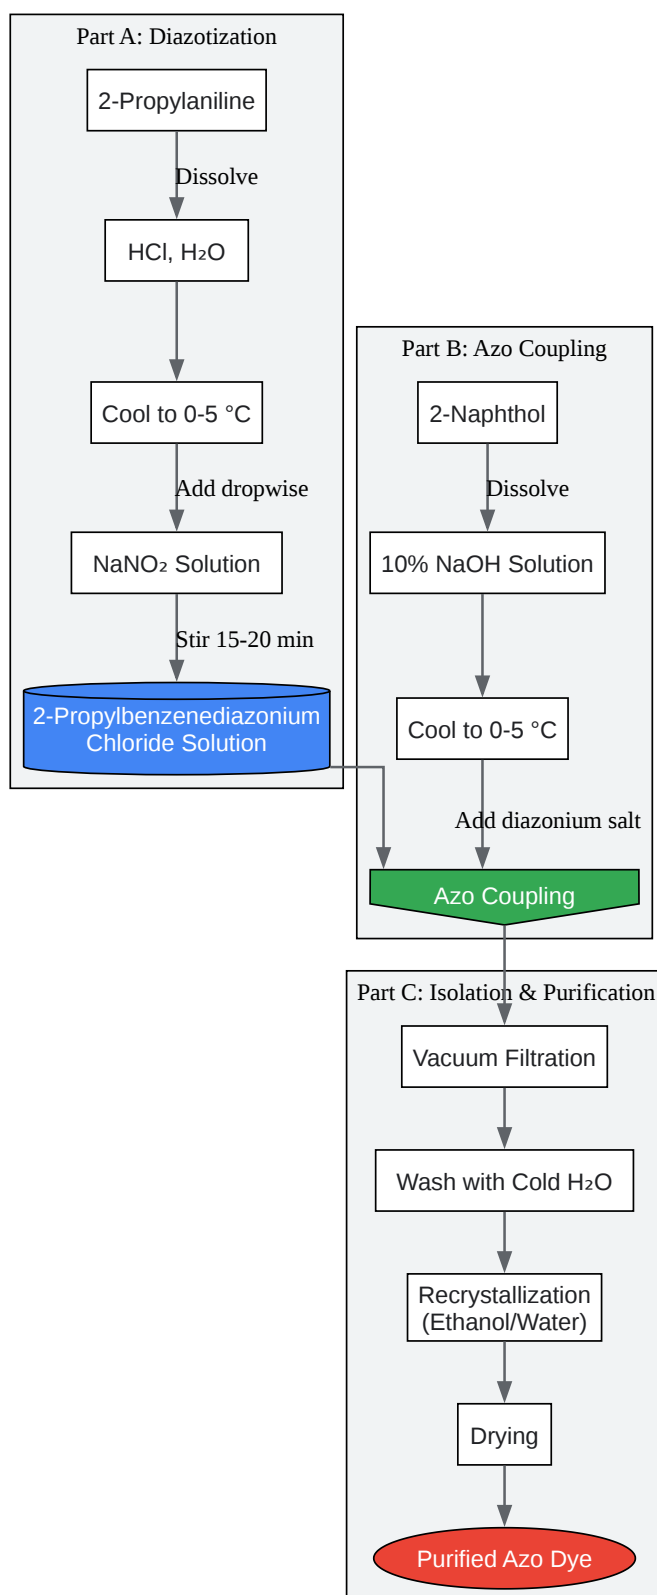 Part A: Diazotization
2-Propylaniline
Dissolve
HCl, H₂O
Cool to 0-5 °C
Add dropwise
NaNO₂ Solution
Stir 15-20 min
2-Propylbenzenediazonium
Chloride Solution
Part B: Azo Coupling
2-Naphthol
Dissolve
10% NaOH Solution
Cool to 0-5 °C
Add diazonium salt
Azo Coupling
Part C: Isolation & Purification
Vacuum Filtration
Wash with Cold H₂O
Recrystallization
(Ethanol/Water)
Drying
Purified Azo Dye